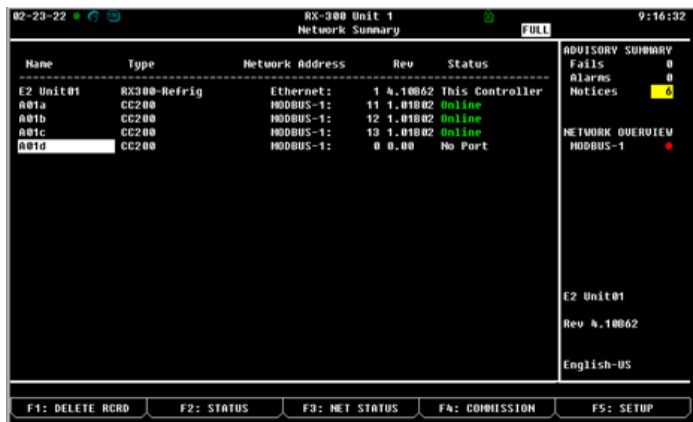 02-23-22 RX-300 Unit 1 9:16:32
Network Summary FULL
Name Type Network Address Rev Status
E2 Unit01 RX300-Refrig Ethernet: 1 4.10B62 This Controller
A01a CC200 MODBUS-1: 11 1.01B02 Online
A01b CC200 MODBUS-1: 12 1.01B02 Online
A01c CC200 MODBUS-1: 13 1.01B02 Online
A01d CC200 MODBUS-1: 0 0.00 No Port
ADVISORY SUMMARY
Fails 0
Alarms 0
Notices 6
NETWORK OVERVIEW
MODBUS-1
E2 Unit01
Rev 4.10B62
English-US
F1: DELETE RCRD F2: STATUS F3: NET STATUS F4: COMMISSION F5: SETUP